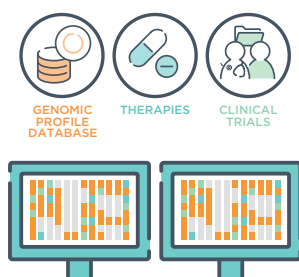 GENOMIC
PROFILE
DATABASE
THERAPIES
CLINICAL
TRIALS